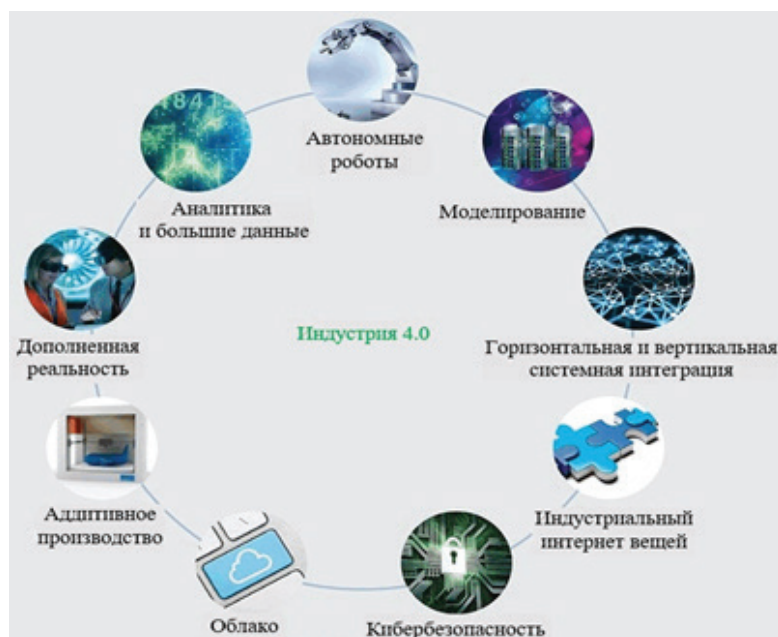 Автономные
роботы
Моделирование
Горизонтальная и вертикальная
системная интеграция
Индустриальный
интернет вещей
Кибербезопасность
Облако
Аддитивное
производство
Дополненная
реальность
Аналитика
и большие данные
Индустрия 4.0